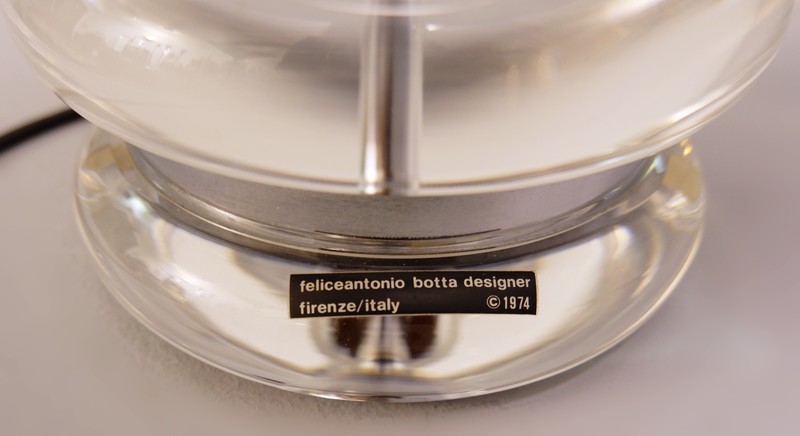 feliceantonio botta designer
firenze/italy ©1974